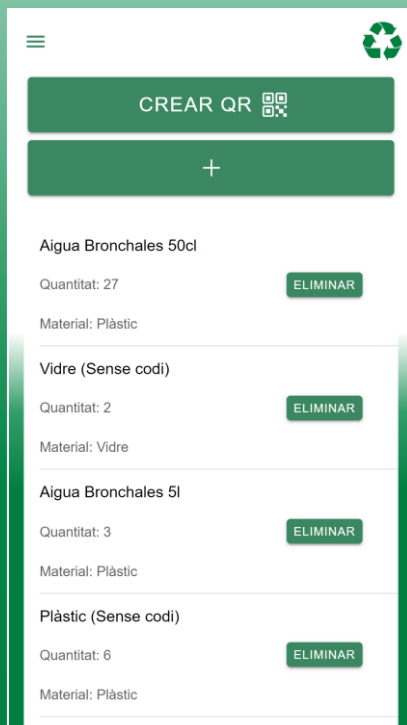 CREAR QR
+
Aigua Bronchales 50cl
Quantitat: 27
ELIMINAR
Material: Plàstic
Vidre (Sense codi)
Quantitat: 2
ELIMINAR
Material: Vidre
Aigua Bronchales 5l
Quantitat: 3
ELIMINAR
Material: Plàstic
Plàstic (Sense codi)
Quantitat: 6
ELIMINAR
Material: Plàstic